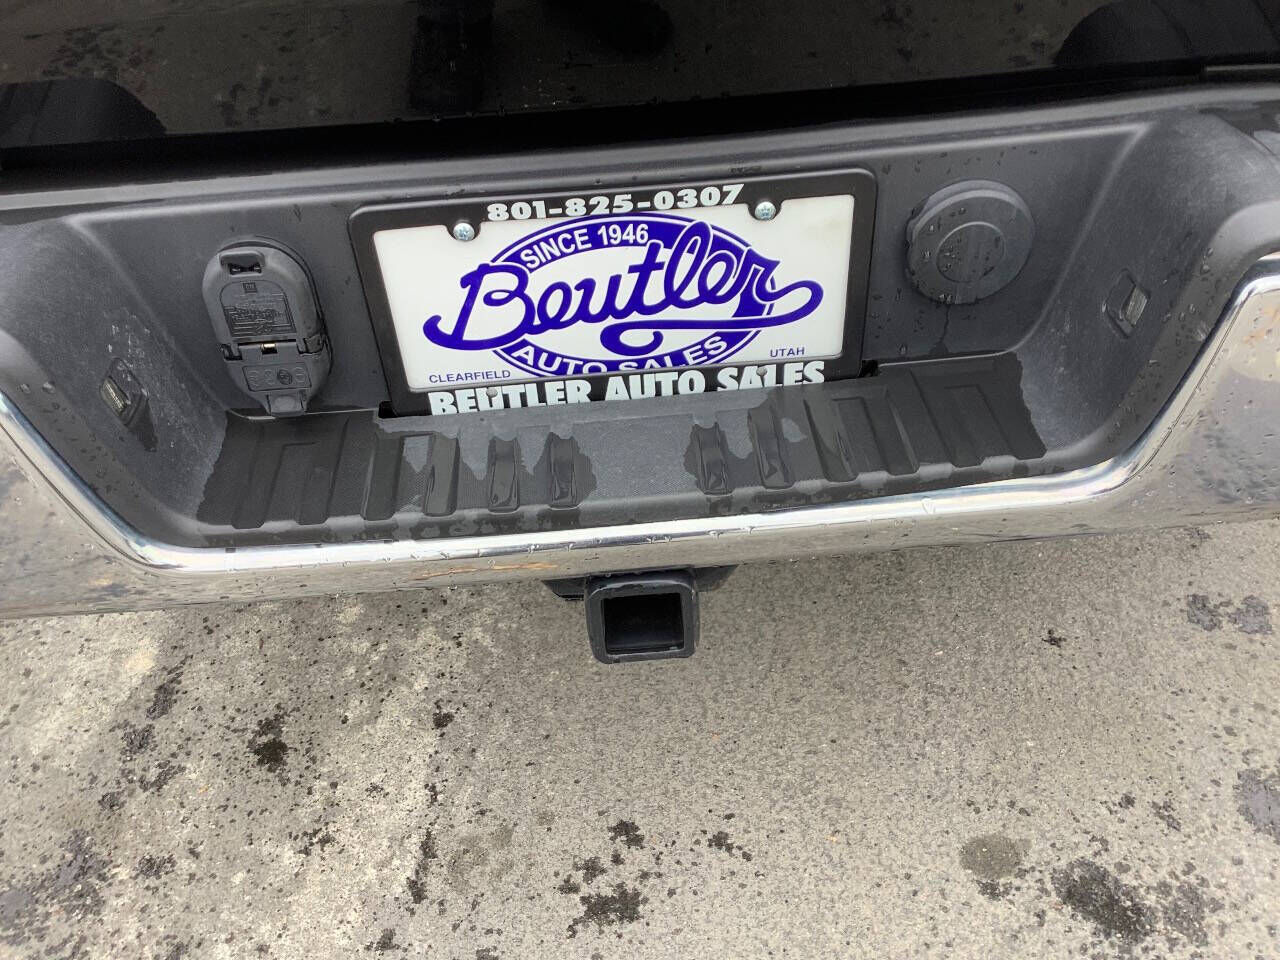 801-825-0307
SINCE 1946
Beutler
AUTO SALES
CLEARFIELD
UTAH
BEUTLER AUTO SALES